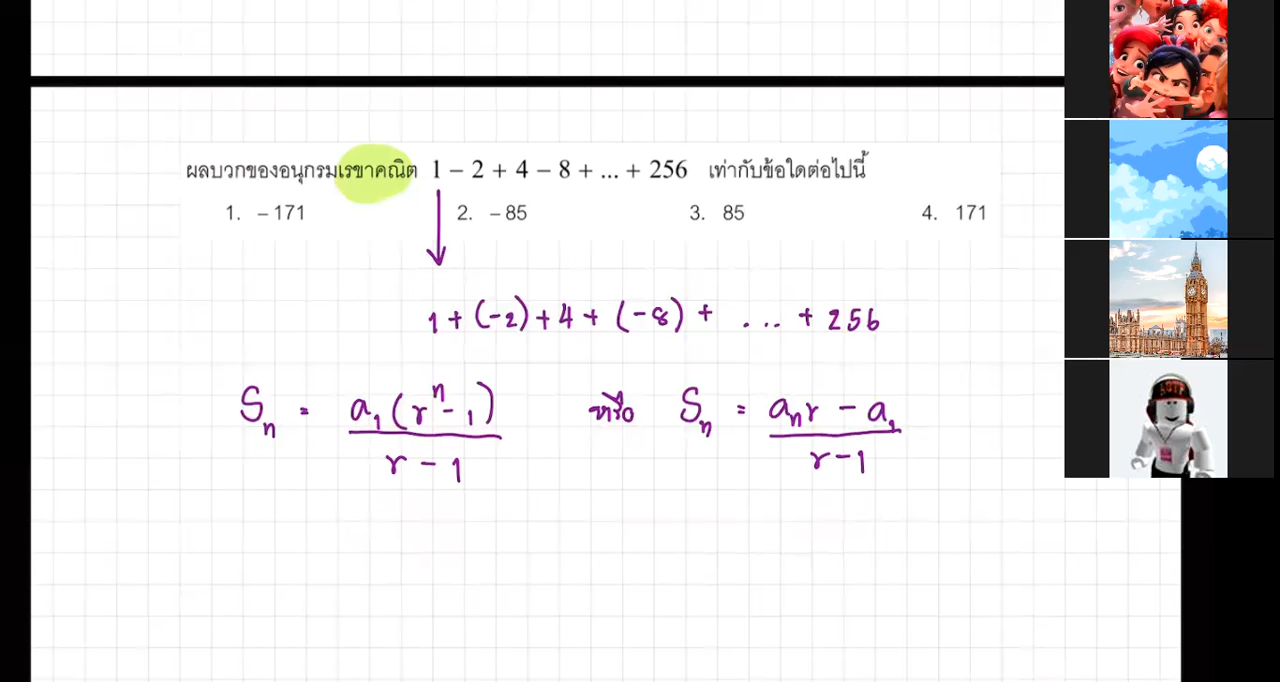 ผลบวกของอนุกรมเรขาคณิต 1 – 2 + 4 – 8 + ... + 256 เท่ากับข้อใดต่อไปนี้
1. – 171 2. – 85 3. 85 4. 171
1 + (-2) + 4 + (-8) + ... + 256
Sₙ = a₁(rⁿ - 1) / (r - 1) หรือ Sₙ = (aₙr - a₁) / (r - 1)